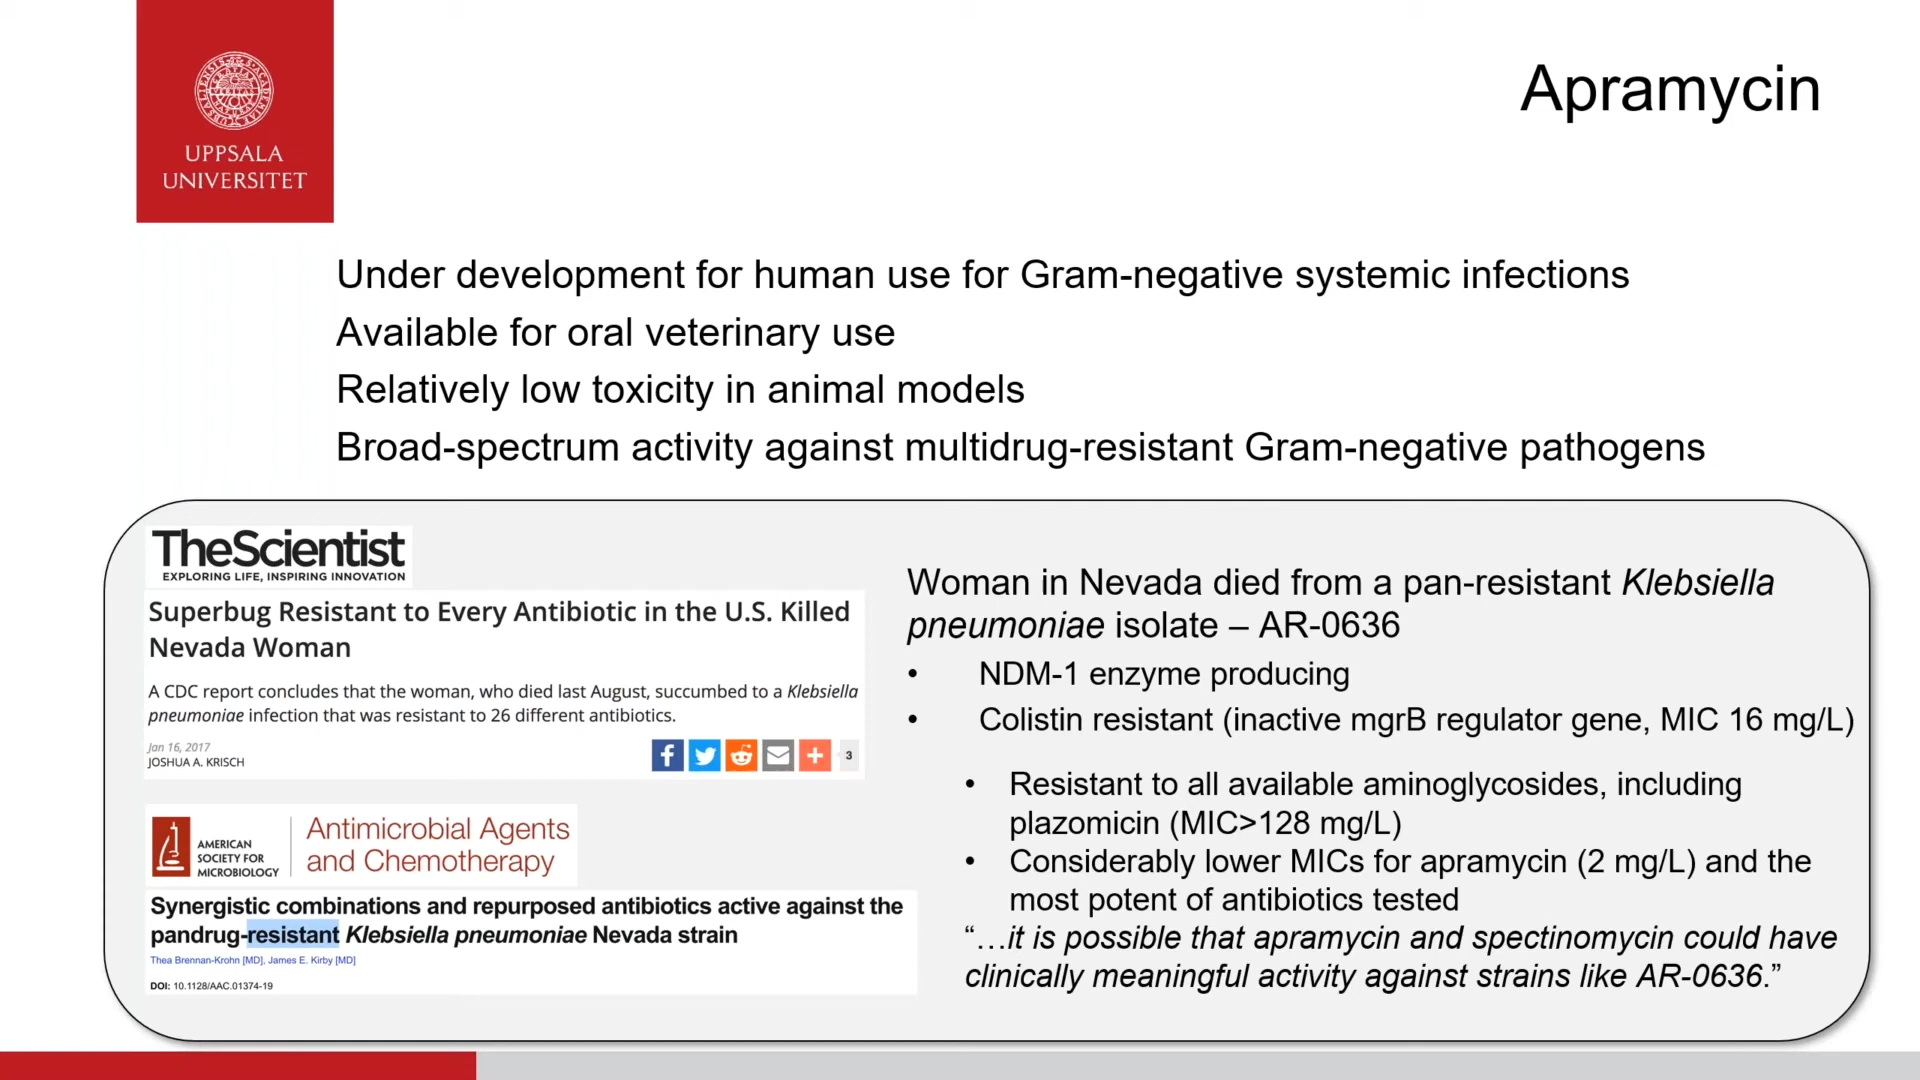 UPPSALA
UNIVERSITET
Apramycin
Under development for human use for Gram-negative systemic infections
Available for oral veterinary use
Relatively low toxicity in animal models
Broad-spectrum activity against multidrug-resistant Gram-negative pathogens
TheScientist
EXPLORING LIFE, INSPIRING INNOVATION
Superbug Resistant to Every Antibiotic in the U.S. Killed
Nevada Woman
A CDC report concludes that the woman, who died last August, succumbed to a Klebsiella
pneumoniae infection that was resistant to 26 different antibiotics.
Jan 16, 2017
JOSHUA A. KRISCH
3
AMERICAN
SOCIETY FOR
MICROBIOLOGY
Antimicrobial Agents
and Chemotherapy
Synergistic combinations and repurposed antibiotics active against the
pandrug-resistant Klebsiella pneumoniae Nevada strain
Thea Brennan-Krohn [MD], James E. Kirby [MD]
DOI: 10.1128/AAC.01374-19
Woman in Nevada died from a pan-resistant Klebsiella
pneumoniae isolate – AR-0636
• NDM-1 enzyme producing
• Colistin resistant (inactive mgrB regulator gene, MIC 16 mg/L)
• Resistant to all available aminoglycosides, including
plazomicin (MIC>128 mg/L)
• Considerably lower MICs for apramycin (2 mg/L) and the
most potent of antibiotics tested
“…it is possible that apramycin and spectinomycin could have
clinically meaningful activity against strains like AR-0636.”